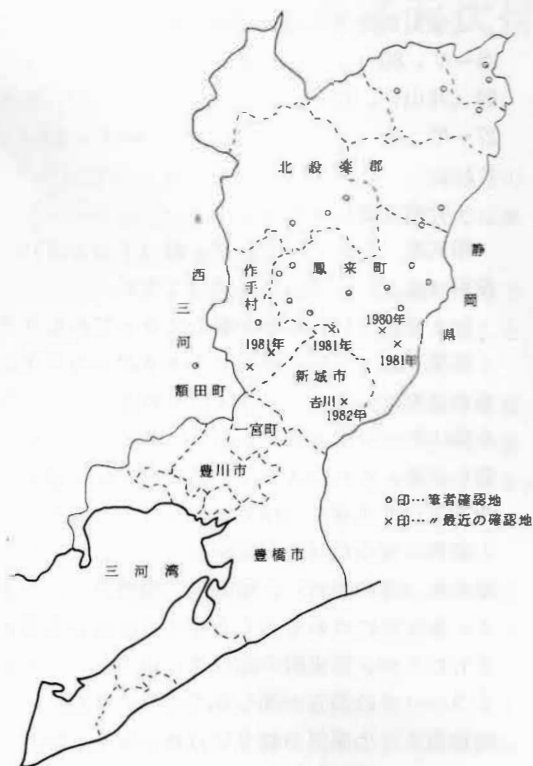 北設楽郡
静岡県
西三河
作手村
鳳来町
1980年
1981年
1981年
1981年
額田町
新城市
吉川
1982年
一宮町
豊川市
○印…筆者確認地
×印…〃最近の確認地
三河湾
豊橋市